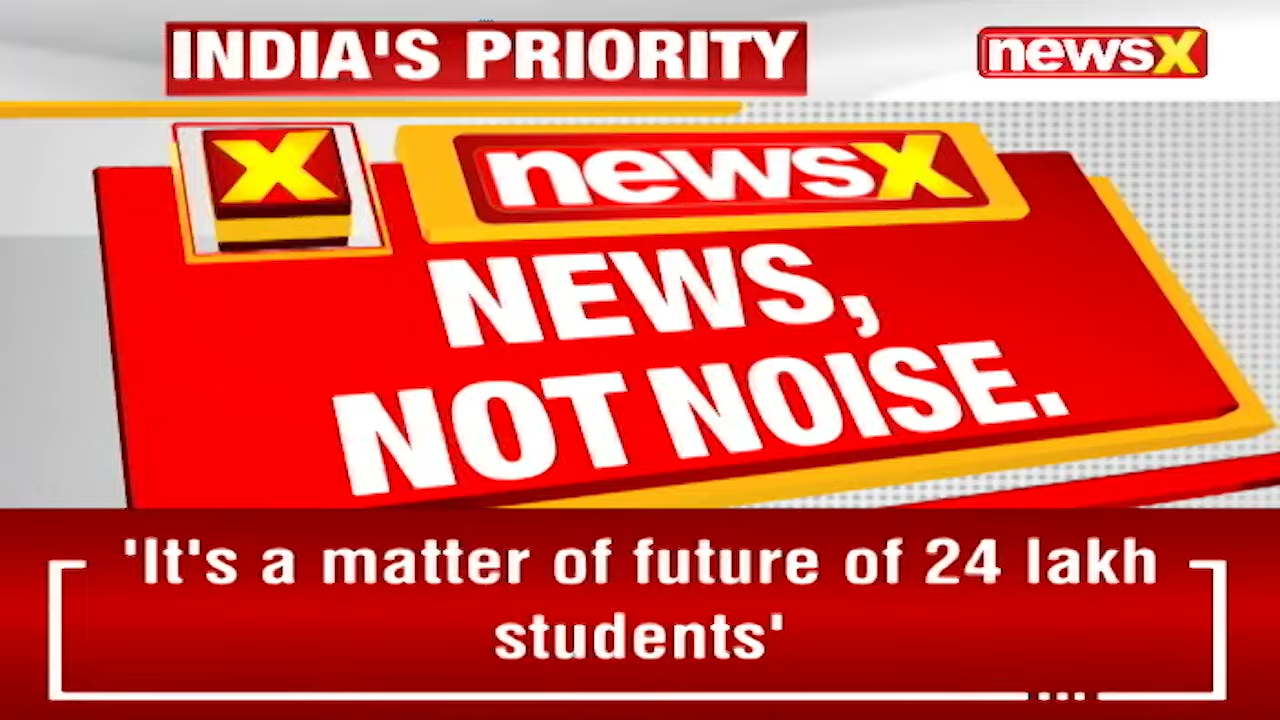 INDIA'S PRIORITY
newsX
X
newsX
NEWS,
NOT NOISE.
'It's a matter of future of 24 lakh
students'